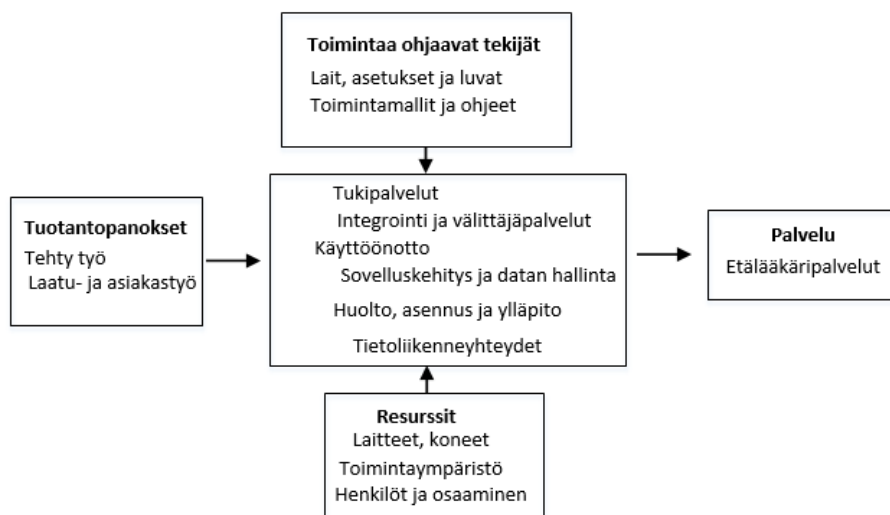 Toimintaa ohjaavat tekijät
Lait, asetukset ja luvat
Toimintamallit ja ohjeet
Tuotantopanokset
Tehty työ
Laatu- ja asiakastyö
Tukipalvelut
Integrointi ja välittäjäpalvelut
Käyttöönotto
Sovelluskehitys ja datan hallinta
Huolto, asennus ja ylläpito
Tietoliikenneyhteydet
Palvelu
Etälääkäripalvelut
Resurssit
Laitteet, koneet
Toimintaympäristö
Henkilöt ja osaaminen